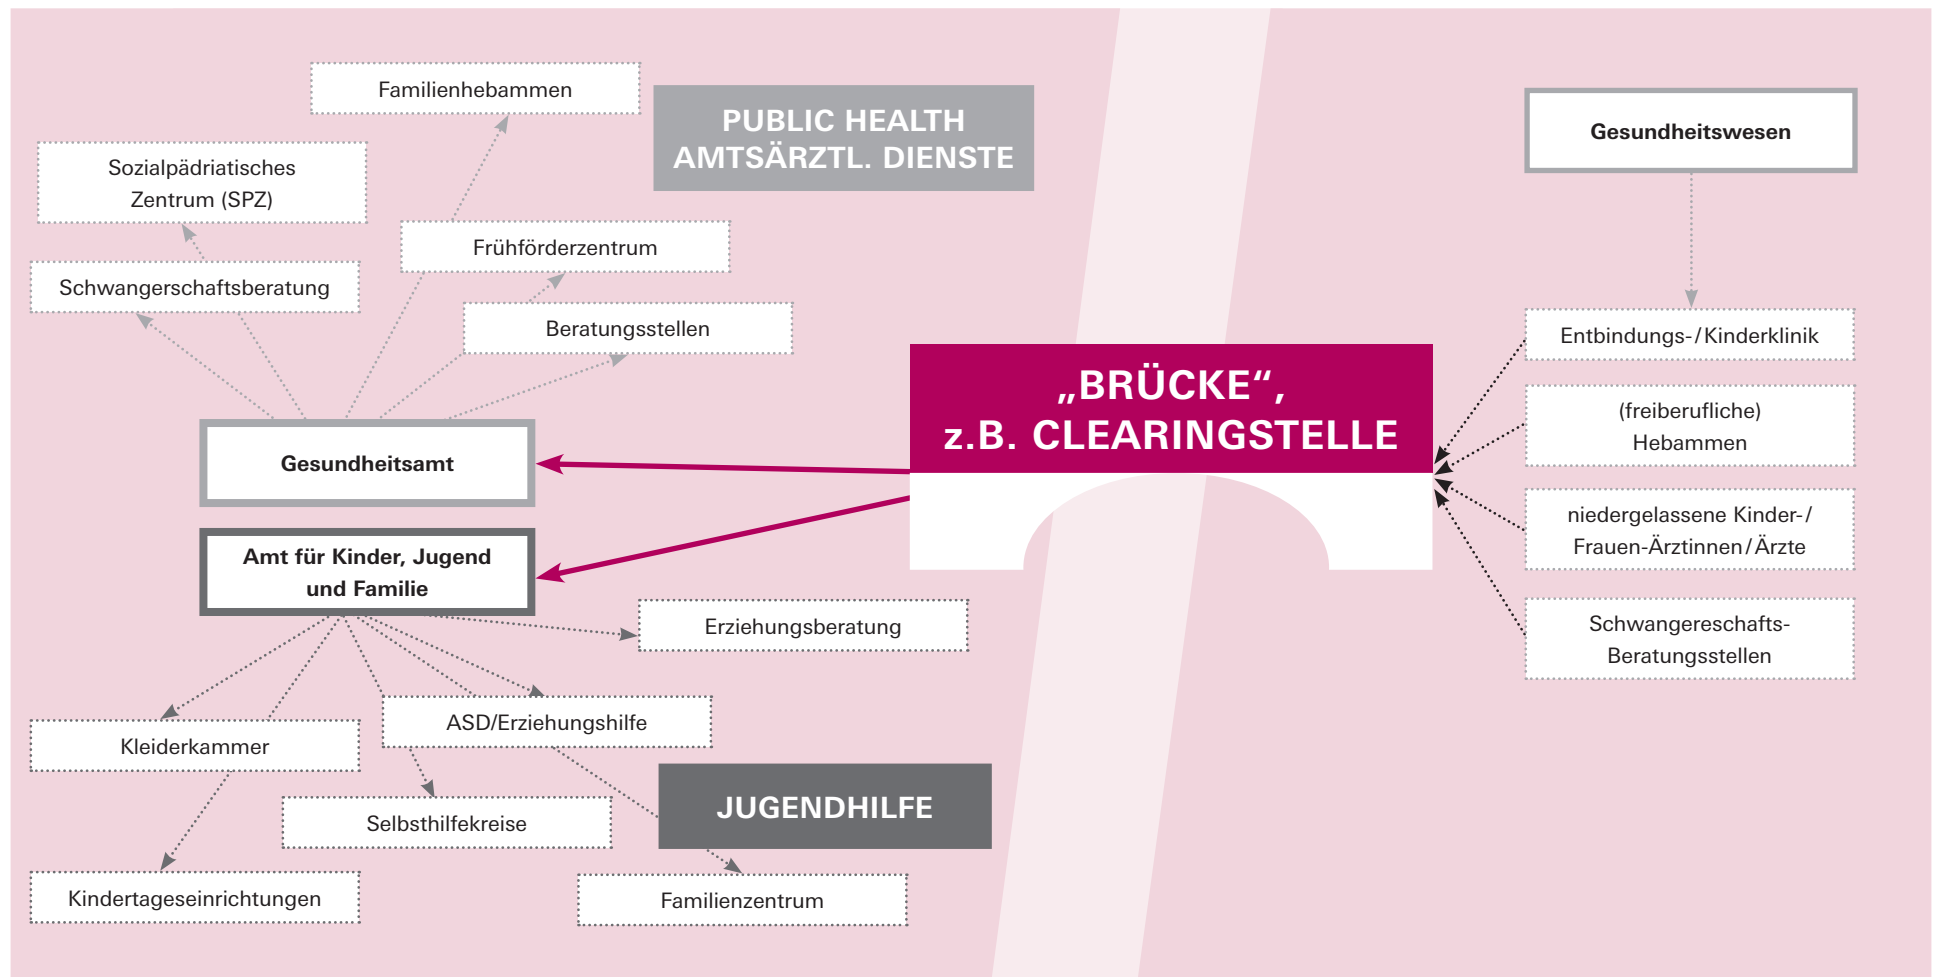 Familienhebammen
PUBLIC HEALTH
AMTSÄRZTL. DIENSTE
Sozialpädriatisches
Zentrum (SPZ)
Frühförderzentrum
Schwangerschaftsberatung
Beratungsstellen
Gesundheitsamt
Amt für Kinder, Jugend
und Familie
Erziehungsberatung
ASD/Erziehungshilfe
Kleiderkammer
JUGENDHILFE
Selbsthilfekreise
Kindertageseinrichtungen
Familienzentrum
„BRÜCKE“,
z.B. CLEARINGSTELLE
Gesundheitswesen
Entbindungs-/Kinderklinik
(freiberufliche)
Hebammen
niedergelassene Kinder-/
Frauen-Ärztinnen/Ärzte
Schwangereschafts-
Beratungsstellen